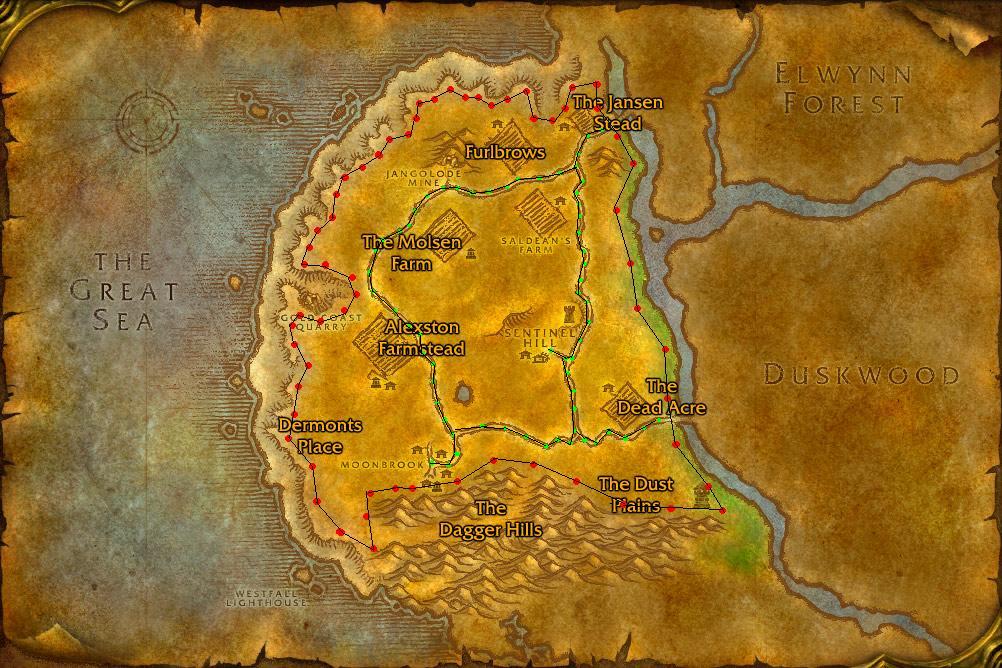 ELWYNN
FOREST
The Jansen
Stead
Furlbrows
JANGOLODE
MINE
SALDEAN'S
FARM
The Molsen
Farm
THE
GREAT
SEA
GOLD COAST
QUARRY
Alexston
Farmstead
SENTINEL
HILL
DUSKWOOD
The
Dead Acre
Dermonts
Place
MOONBROOK
The Dust
Plains
The
Dagger Hills
WESTFALL
LIGHTHOUSE